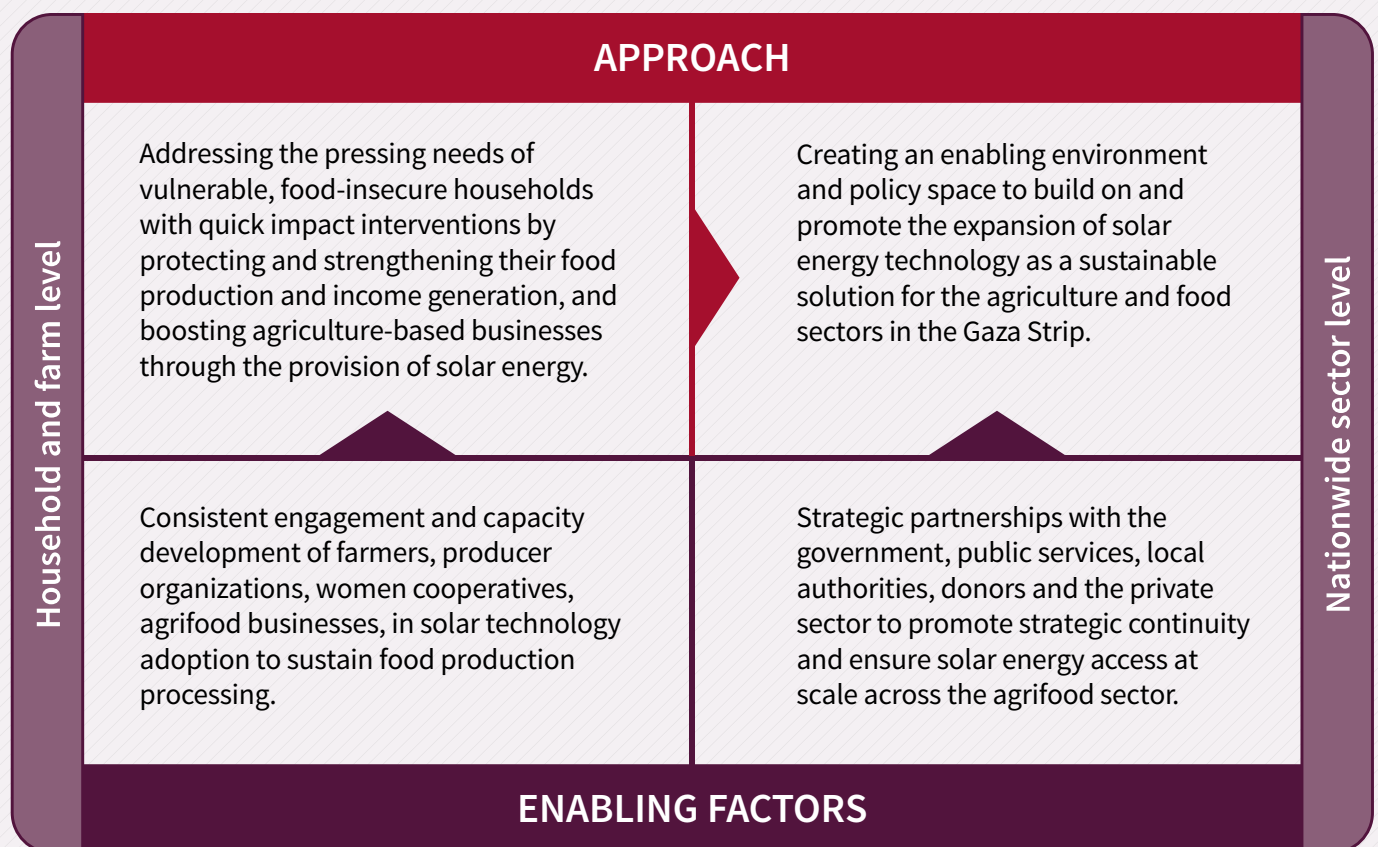 APPROACH
Household and farm level
Addressing the pressing needs of
vulnerable, food-insecure households
with quick impact interventions by
protecting and strengthening their food
production and income generation, and
boosting agriculture-based businesses
through the provision of solar energy.
Creating an enabling environment
and policy space to build on and
promote the expansion of solar
energy technology as a sustainable
solution for the agriculture and food
sectors in the Gaza Strip.
Nationwide sector level
Consistent engagement and capacity
development of farmers, producer
organizations, women cooperatives,
agrifood businesses, in solar technology
adoption to sustain food production
processing.
Strategic partnerships with the
government, public services, local
authorities, donors and the private
sector to promote strategic continuity
and ensure solar energy access at
scale across the agrifood sector.
ENABLING FACTORS